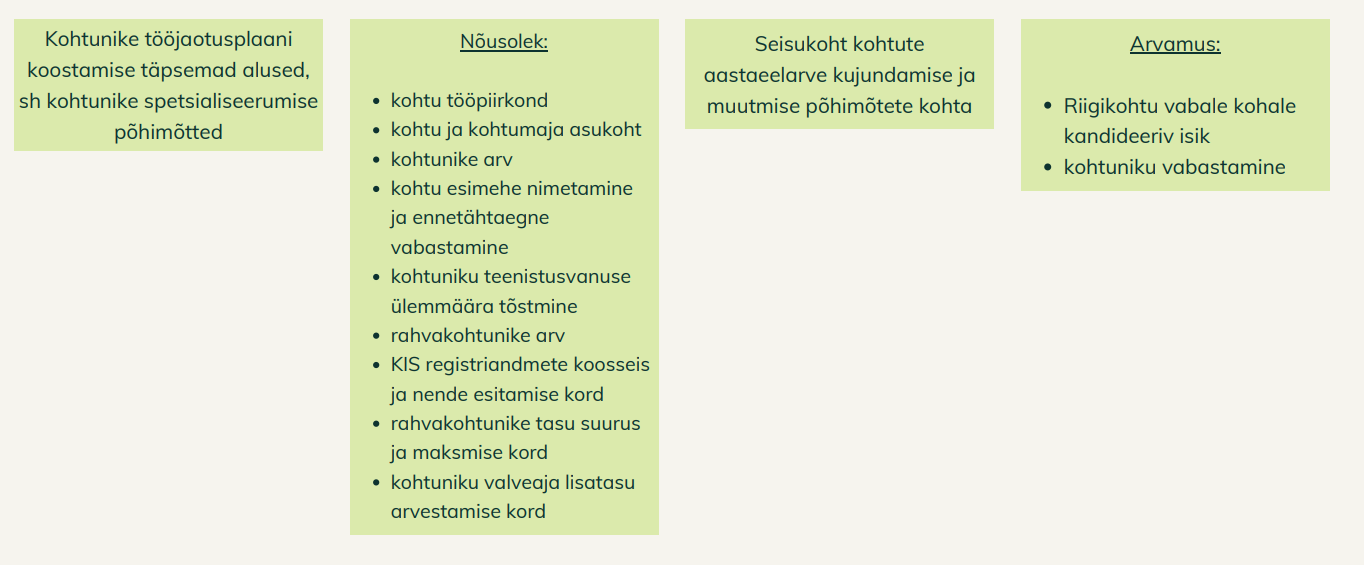 Kohtunike tööjaotusplaani
koostamise täpsemad alused,
sh kohtunike spetsialiseerumise
põhimõtted
Nõusolek:
• kohtu tööpiirkond
• kohtu ja kohtumaja asukoht
• kohtunike arv
• kohtu esimehe nimetamine
ja ennetähtaegne
vabastamine
• kohtuniku teenistusvanuse
ülemmäära tõstmine
• rahvakohtunike arv
• KIS registriandmete koosseis
ja nende esitamise kord
• rahvakohtunike tasu suurus
ja maksmise kord
• kohtuniku valveaja lisatasu
arvestamise kord
Seisukoht kohtute
aastaeelarve kujundamise ja
muutmise põhimõtete kohta
Arvamus:
• Riigikohtu vabale kohale
kandideeriv isik
• kohtuniku vabastamine